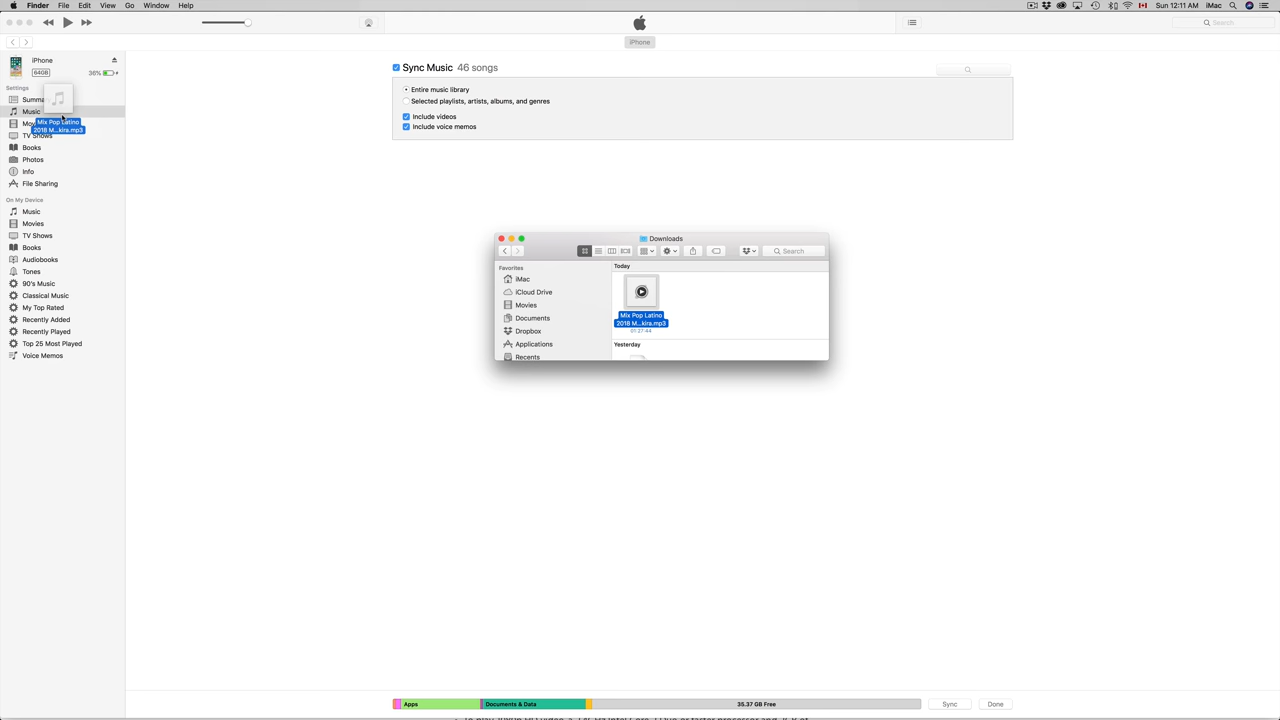 Finder File Edit View Go Window Help
Sun 12:11 AM iMac
Search
iPhone
iPhone
64GB 36%
Settings
Music
TV Shows
Books
Photos
Info
File Sharing
Mix Pop Latino
2018 M...kira.mp3
On My Device
Music
Movies
TV Shows
Books
Audiobooks
Tones
90's Music
Classical Music
My Top Rated
Recently Added
Recently Played
Top 25 Most Played
Voice Memos
Sync Music 46 songs
Entire music library
Selected playlists, artists, albums, and genres
Include videos
Include voice memos
Downloads
Search
Favorites
iMac
iCloud Drive
Movies
Documents
Dropbox
Applications
Recents
Today
Mix Pop Latino
2018 M...kira.mp3
01:27:44
Yesterday
Apps
Documents & Data
35.37 GB Free
Sync
Done